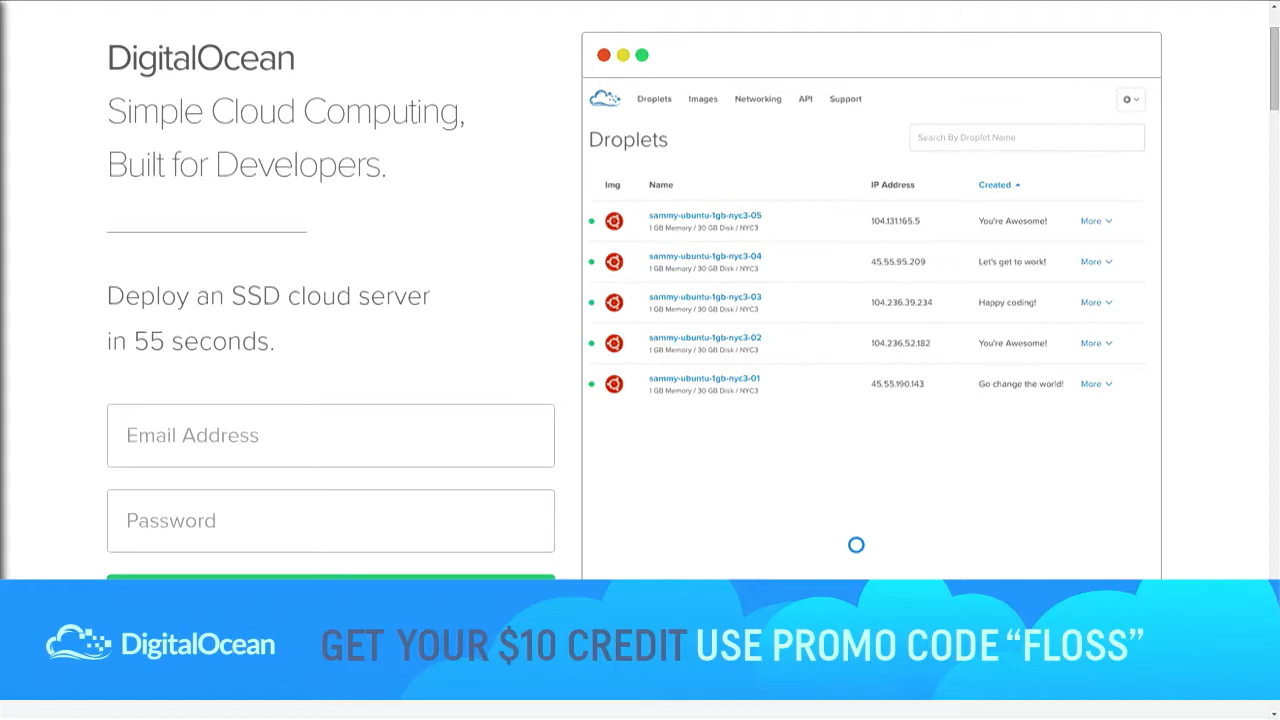 DigitalOcean
Simple Cloud Computing,
Built for Developers.
Deploy an SSD cloud server
in 55 seconds.
Email Address
Password
Droplets Images Networking API Support
Droplets
Search By Droplet Name
Img Name IP Address Created
sammy-ubuntu-1gb-nyc3-05
1 GB Memory / 30 GB Disk / NYC3
104.131.165.5 You're Awesome! More
sammy-ubuntu-1gb-nyc3-04
1 GB Memory / 30 GB Disk / NYC3
45.55.95.209 Let's get to work! More
sammy-ubuntu-1gb-nyc3-03
1 GB Memory / 30 GB Disk / NYC3
104.236.39.234 Happy coding! More
sammy-ubuntu-1gb-nyc3-02
1 GB Memory / 30 GB Disk / NYC3
104.236.52.182 You're Awesome! More
sammy-ubuntu-1gb-nyc3-01
1 GB Memory / 30 GB Disk / NYC3
45.55.190.143 Go change the world! More
DigitalOcean GET YOUR $10 CREDIT USE PROMO CODE “FLOSS”